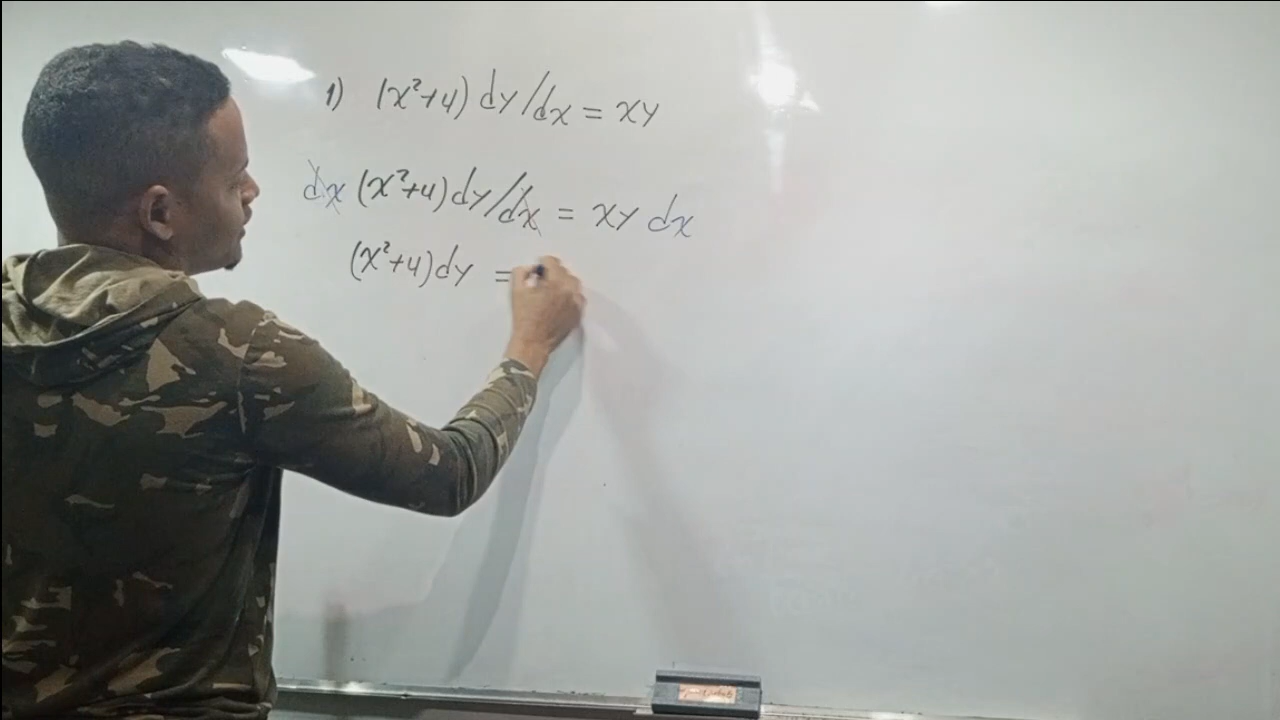 1) (x²+4) dy/dx = xy
dx (x²+4) dy/dx = xy dx
(x²+4) dy =